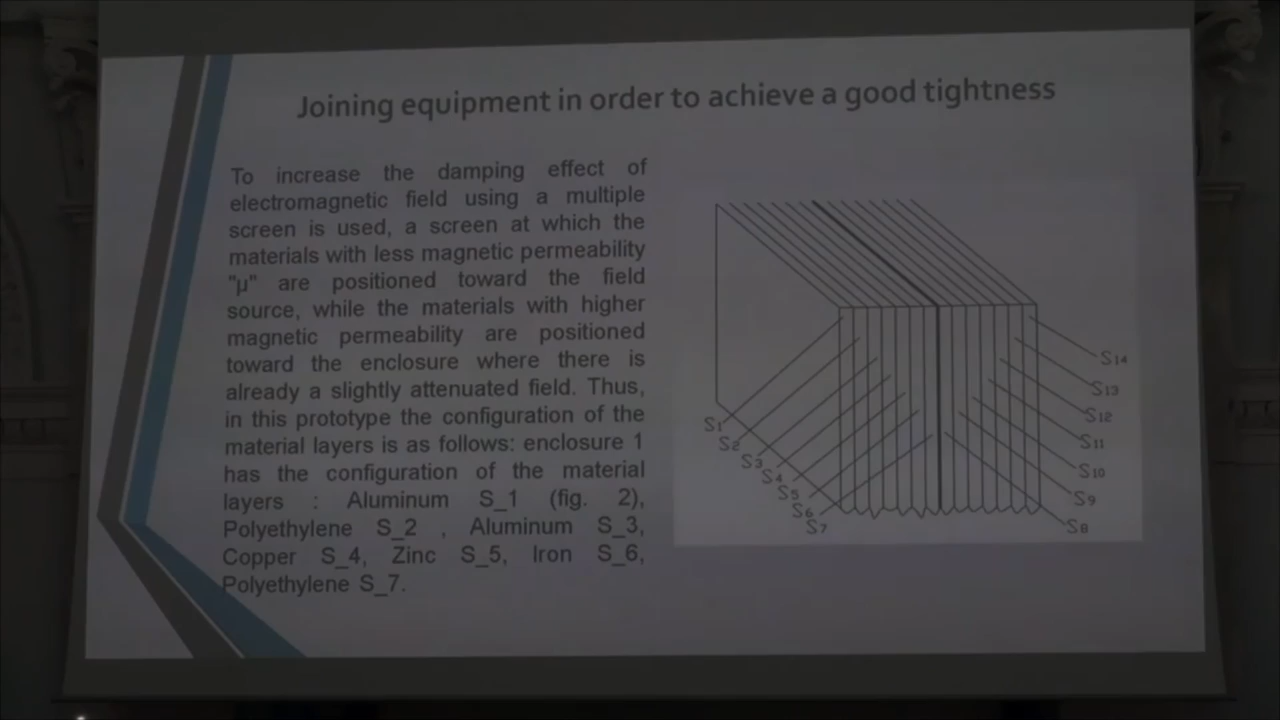 Joining equipment in order to achieve a good tightness
To increase the damping effect of
electromagnetic field using a multiple
screen is used, a screen at which the
materials with less magnetic permeability
"μ" are positioned toward the field
source, while the materials with higher
magnetic permeability are positioned
toward the enclosure where there is
already a slightly attenuated field. Thus,
in this prototype the configuration of the
material layers is as follows: enclosure 1
has the configuration of the material
layers : Aluminum S_1 (fig. 2),
Polyethylene S_2 , Aluminum S_3,
Copper S_4, Zinc S_5, Iron S_6,
Polyethylene S_7.
S1
S2
S3
S4
S5
S6
S7
S14
S13
S12
S11
S10
S9
S8